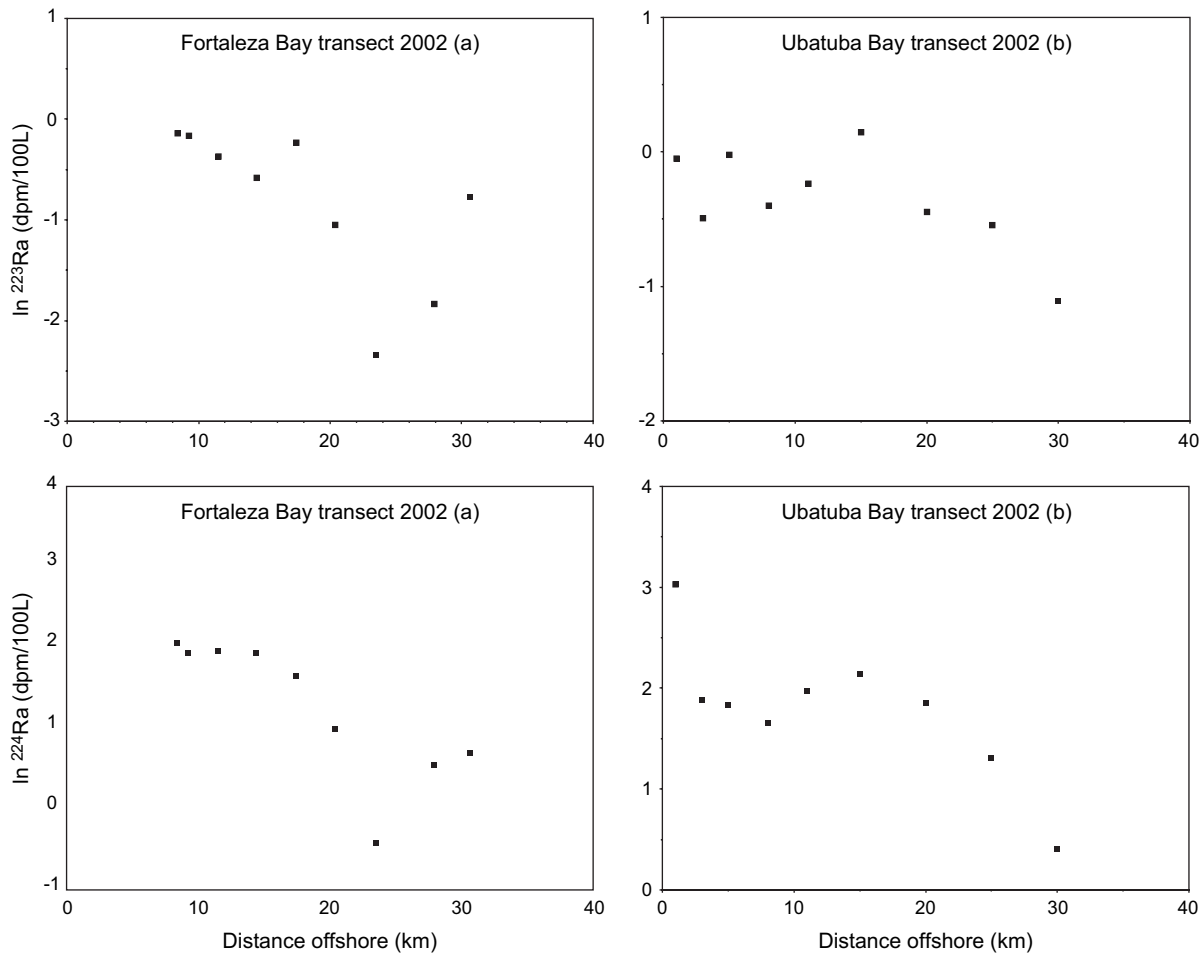 Fortaleza Bay transect 2002 (a)
ln ²²³Ra (dpm/100L)
1
0
-1
-2
-3
0 10 20 30 40
Ubatuba Bay transect 2002 (b)
1
0
-1
-2
0 10 20 30 40
Fortaleza Bay transect 2002 (a)
ln ²²⁴Ra (dpm/100L)
4
3
2
1
0
-1
0 10 20 30 40
Distance offshore (km)
Ubatuba Bay transect 2002 (b)
4
3
2
1
0
0 10 20 30 40
Distance offshore (km)